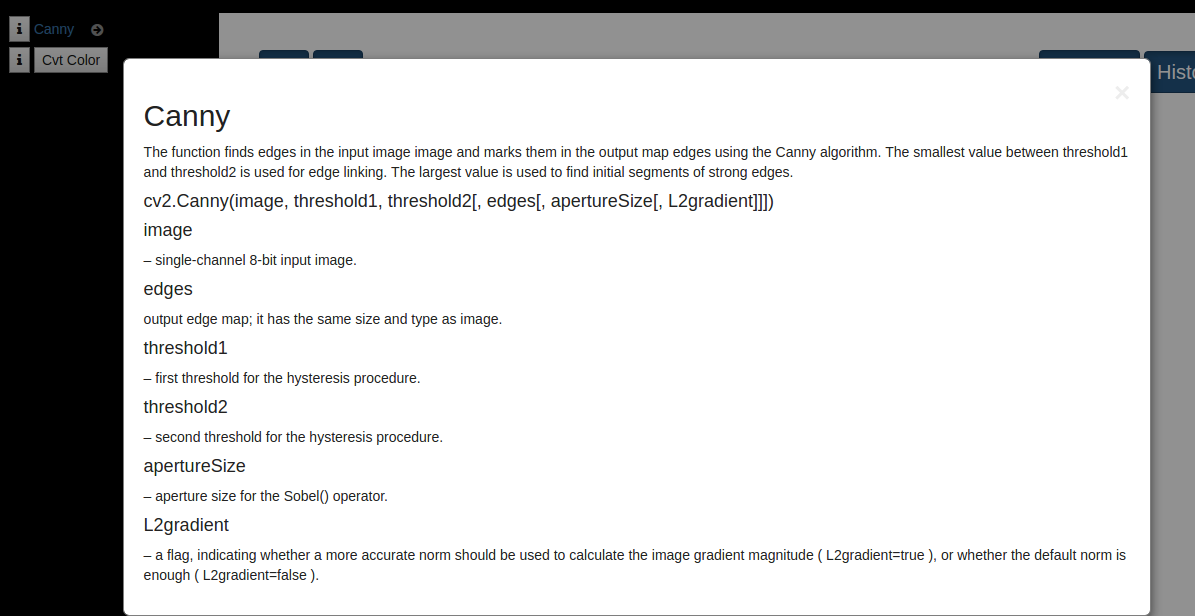 Canny
Cvt Color
Canny
The function finds edges in the input image image and marks them in the output map edges using the Canny algorithm. The smallest value between threshold1
and threshold2 is used for edge linking. The largest value is used to find initial segments of strong edges.
cv2.Canny(image, threshold1, threshold2[, edges[, apertureSize[, L2gradient]]])
image
– single-channel 8-bit input image.
edges
output edge map; it has the same size and type as image.
threshold1
– first threshold for the hysteresis procedure.
threshold2
– second threshold for the hysteresis procedure.
apertureSize
– aperture size for the Sobel() operator.
L2gradient
– a flag, indicating whether a more accurate norm should be used to calculate the image gradient magnitude ( L2gradient=true ), or whether the default norm is
enough ( L2gradient=false ).